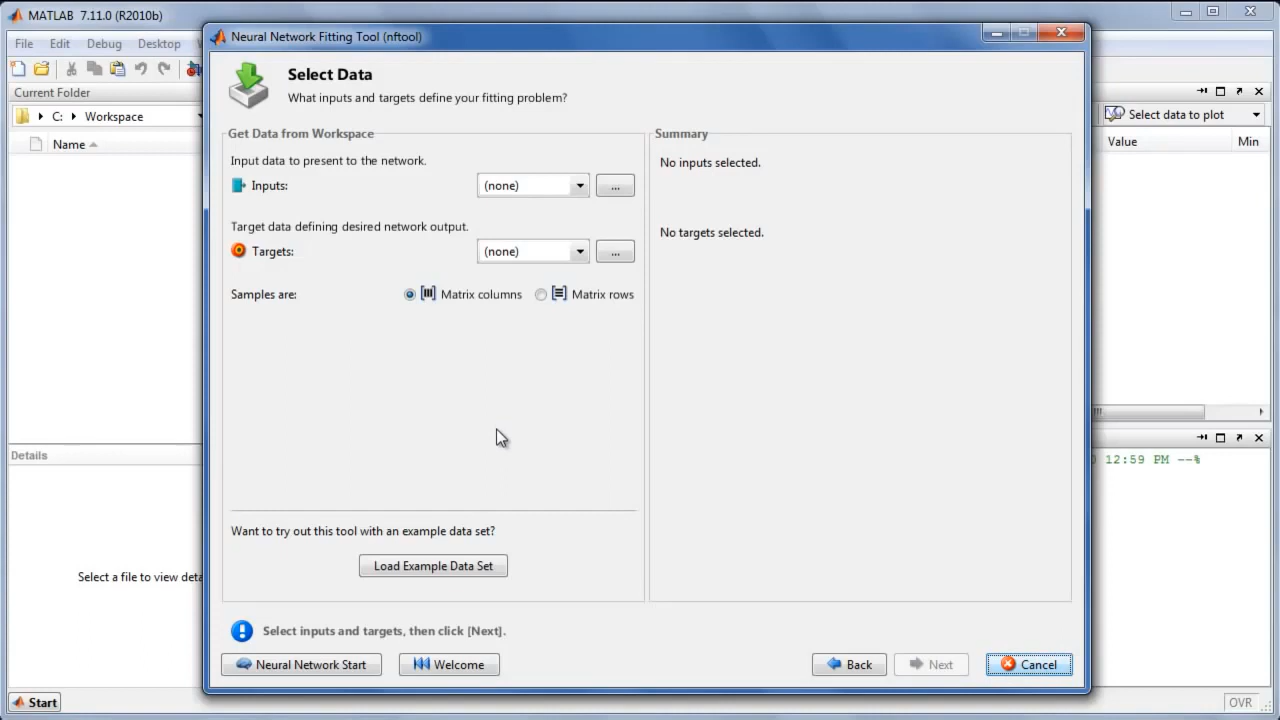 MATLAB 7.11.0 (R2010b)
File Edit Debug Desktop
Current Folder
C: Workspace
Name
Details
Select a file to view deta
Start
Neural Network Fitting Tool (nftool)
Select Data
What inputs and targets define your fitting problem?
Get Data from Workspace
Input data to present to the network.
Inputs: (none) ...
Target data defining desired network output.
Targets: (none) ...
Samples are: Matrix columns Matrix rows
Want to try out this tool with an example data set?
Load Example Data Set
Summary
No inputs selected.
No targets selected.
Select inputs and targets, then click [Next].
Neural Network Start Welcome Back Next Cancel
Select data to plot
Value Min
12:59 PM --%
OVR